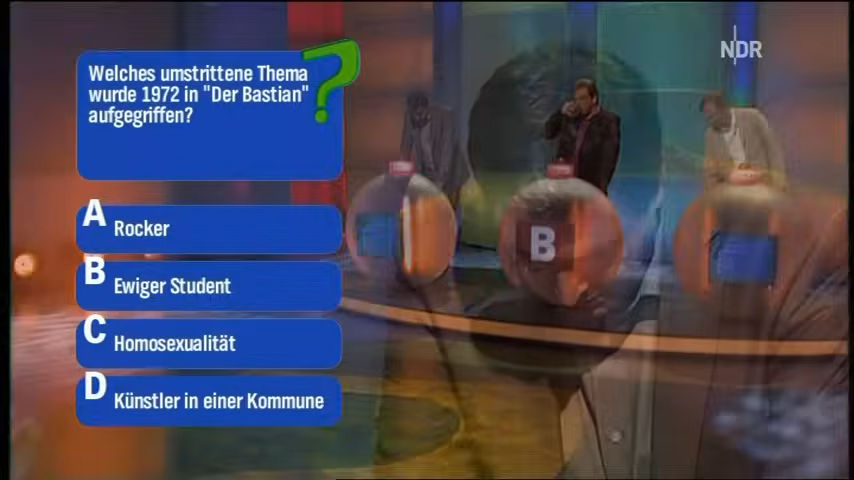 NDR
Welches umstrittene Thema
wurde 1972 in "Der Bastian"
aufgegriffen?
?
A Rocker
B Ewiger Student
C Homosexualität
D Künstler in einer Kommune
B